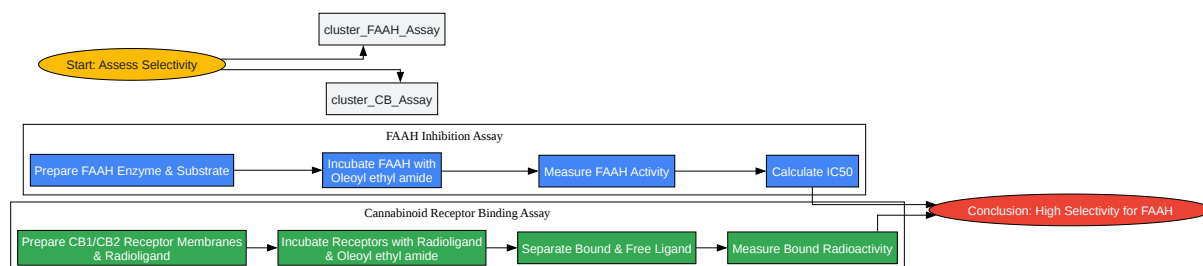 cluster_FAAH_Assay
Start: Assess Selectivity
cluster_CB_Assay
FAAH Inhibition Assay
Prepare FAAH Enzyme & Substrate
Incubate FAAH with
Oleoyl ethyl amide
Measure FAAH Activity
Calculate IC50
Conclusion: High Selectivity for FAAH
Cannabinoid Receptor Binding Assay
Prepare CB1/CB2 Receptor Membranes
& Radioligand
Incubate Receptors with Radioligand
& Oleoyl ethyl amide
Separate Bound & Free Ligand
Measure Bound Radioactivity